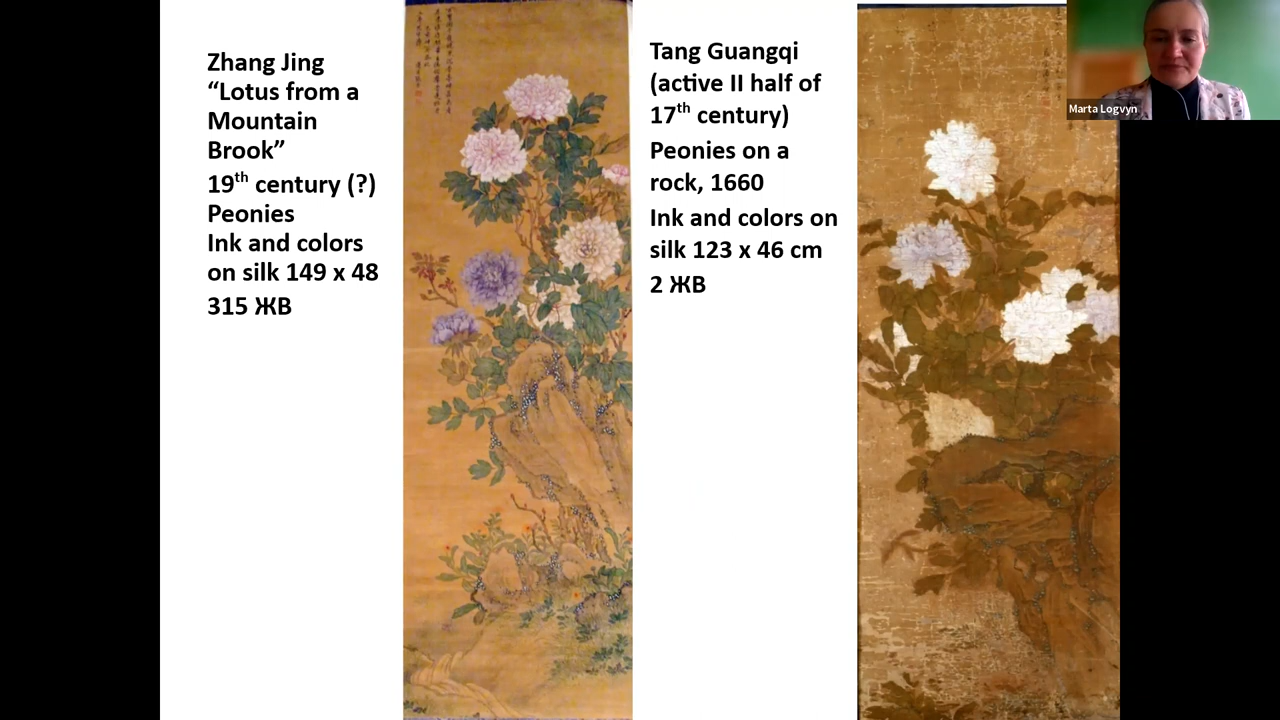 Zhang Jing
“Lotus from a
Mountain
Brook”
19th century (?)
Peonies
Ink and colors
on silk 149 x 48
315 ЖВ
Tang Guangqi
(active II half of
17th century)
Peonies on a
rock, 1660
Ink and colors on
silk 123 x 46 cm
2 ЖВ
Marta Logvyn